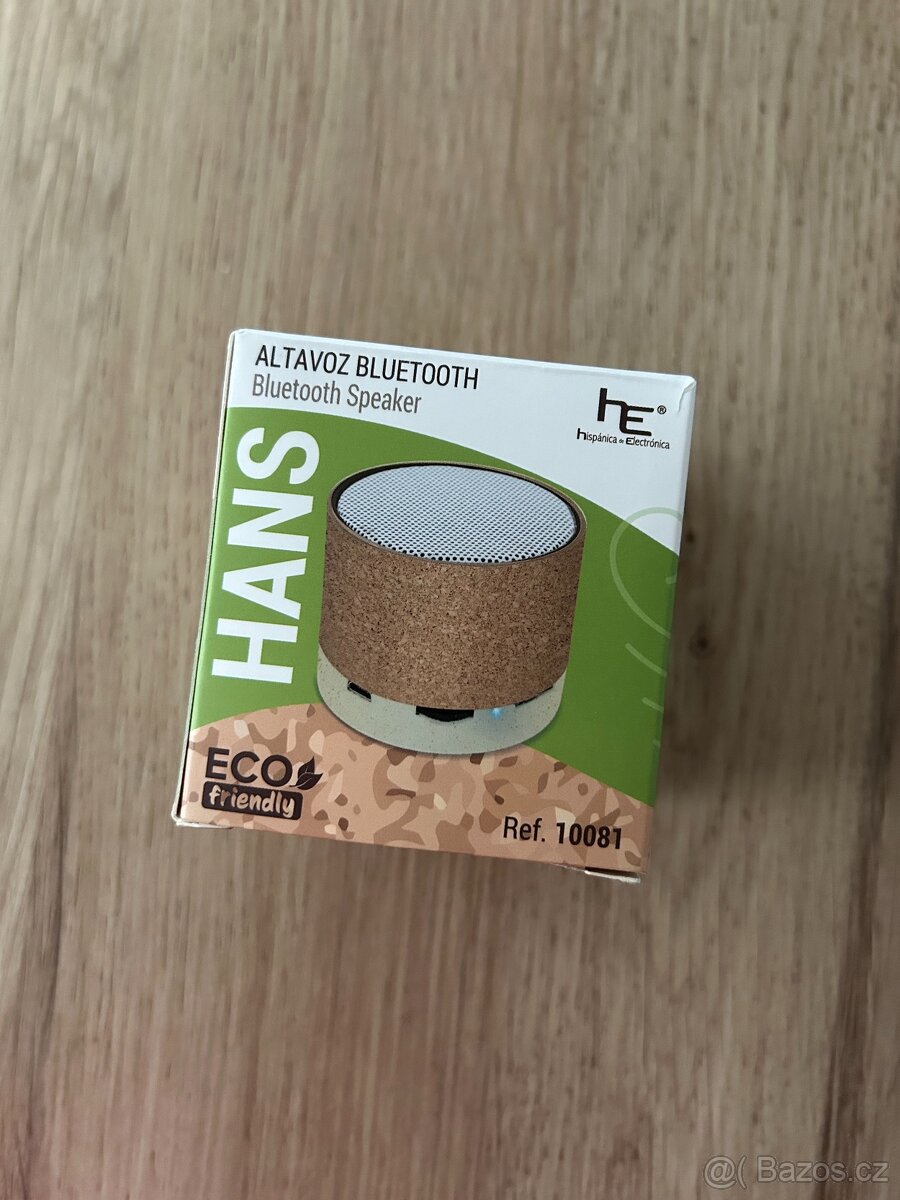 ALTAVOZ BLUETOOTH
Bluetooth Speaker
hE®
hispánica de Electrónica
HANS
ECO
friendly
Ref. 10081
@( Bazos.cz